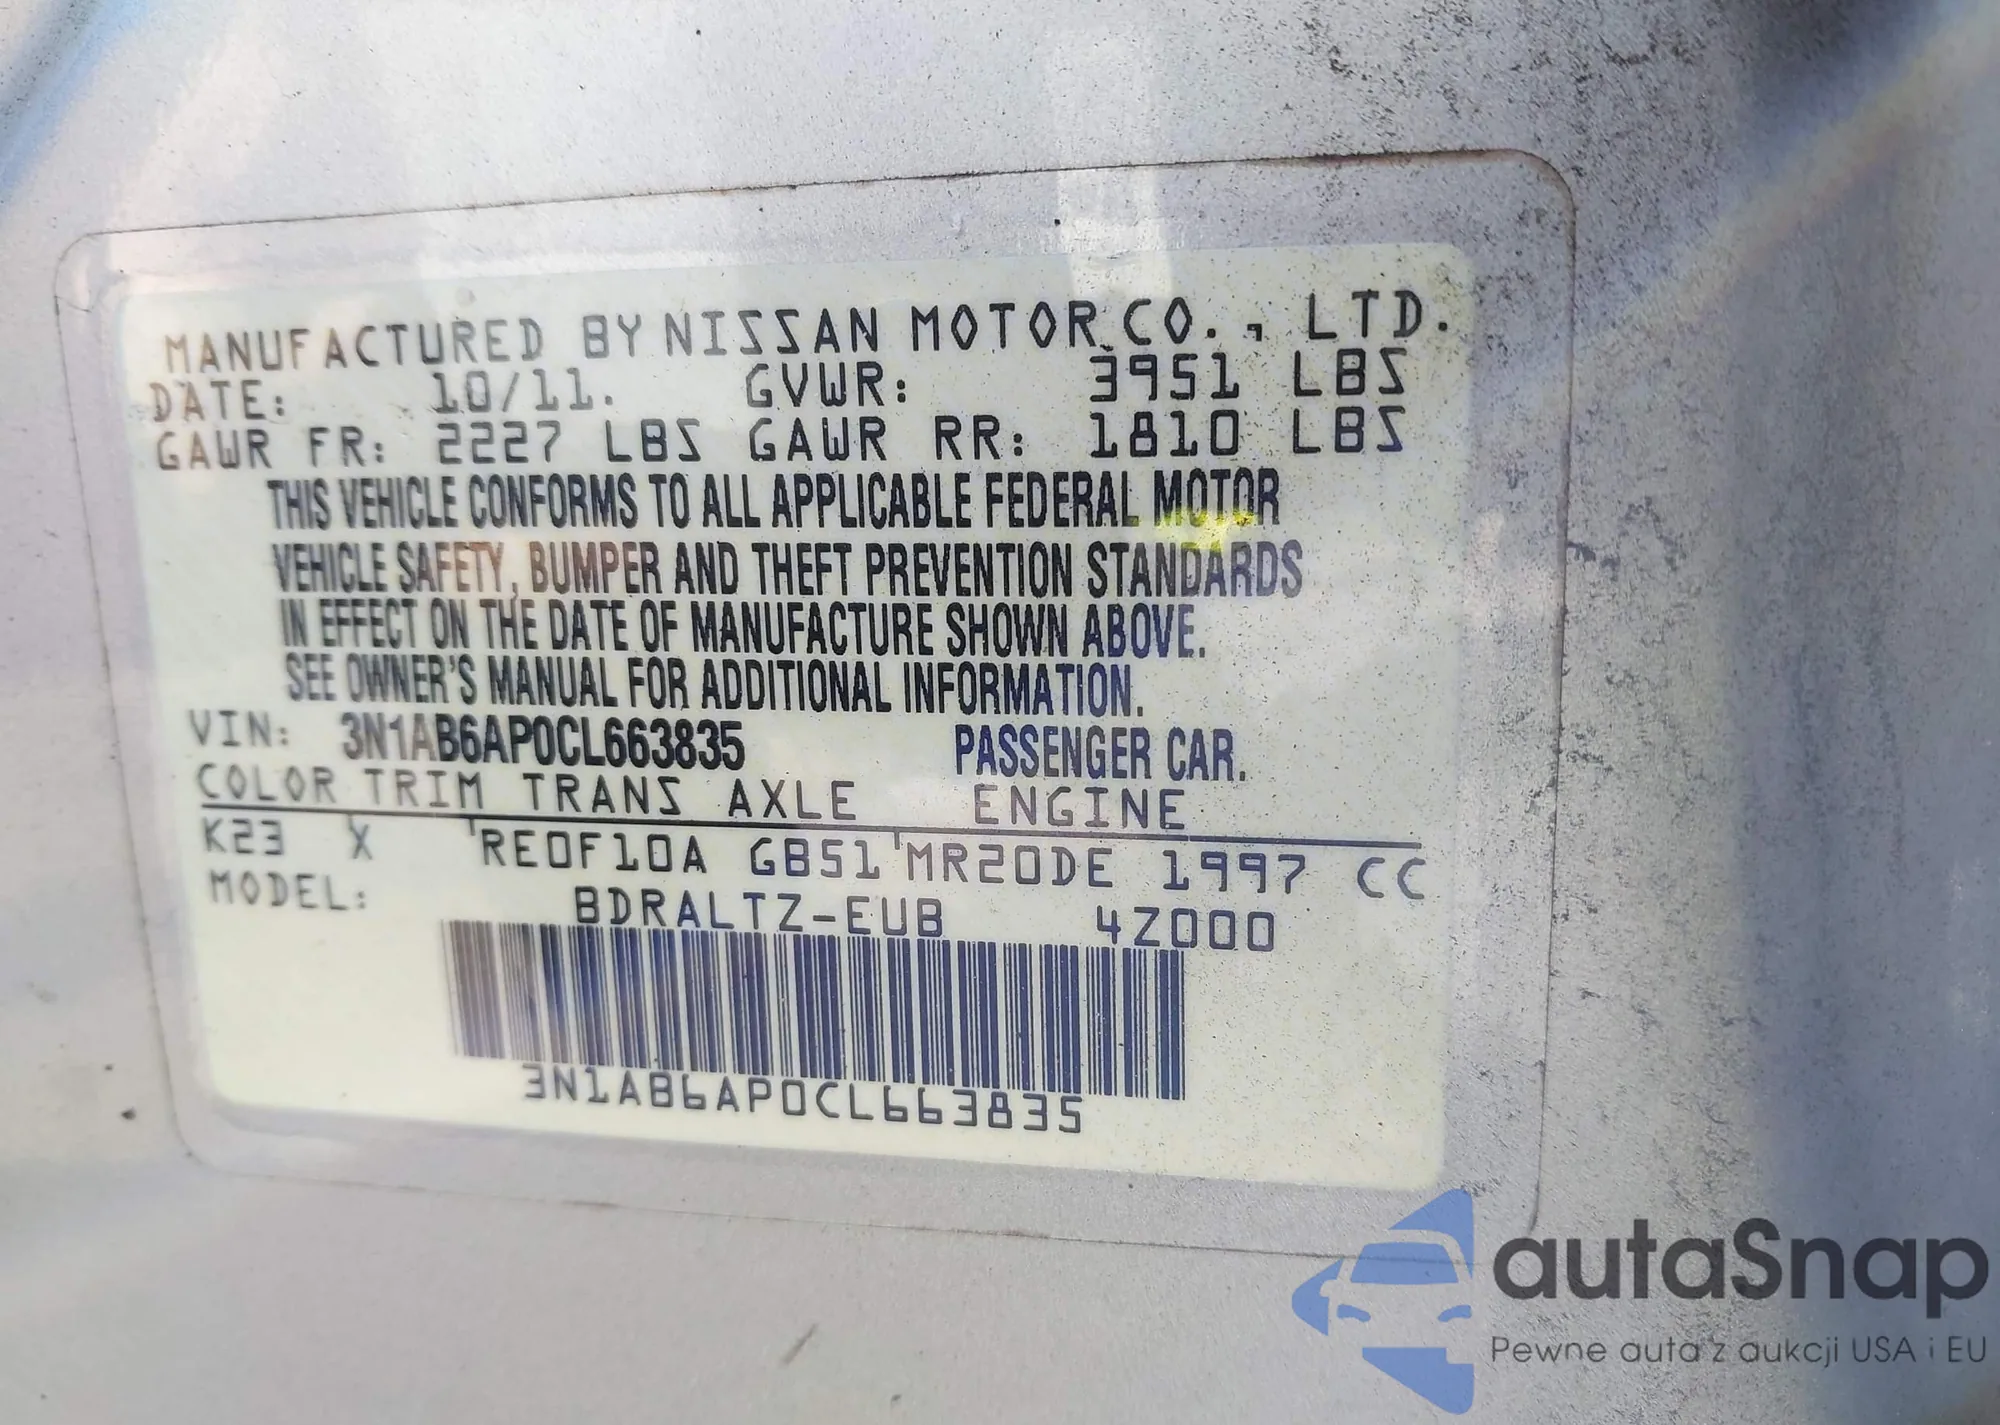 MANUFACTURED BY NISSAN MOTOR CO., LTD.
DATE: 10/11. GVWR: 3951 LBS
GAWR FR: 2227 LBS GAWR RR: 1810 LBS
THIS VEHICLE CONFORMS TO ALL APPLICABLE FEDERAL MOTOR
VEHICLE SAFETY, BUMPER AND THEFT PREVENTION STANDARDS
IN EFFECT ON THE DATE OF MANUFACTURE SHOWN ABOVE.
SEE OWNER'S MANUAL FOR ADDITIONAL INFORMATION.
VIN: 3N1AB6AP0CL663835 PASSENGER CAR.
COLOR TRIM TRANS AXLE ENGINE
K23 X RE0F10A GB51 MR20DE 1997 CC
MODEL: BDRALTZ-EUB 4Z000
3N1AB6AP0CL663835
autaSnap
Pewne auta z aukcji USA i EU